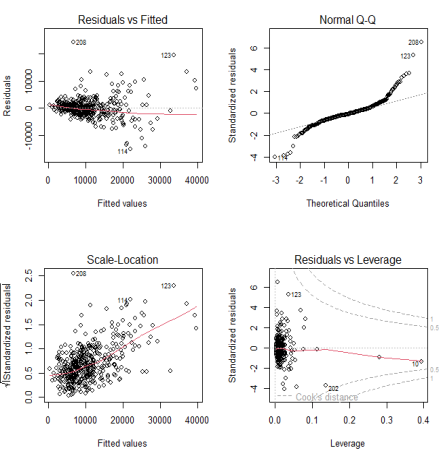 Residuals vs Fitted
Residuals
-10000 0 10000
208
123
114
0 10000 20000 30000 40000
Fitted values
Normal Q-Q
Standardized residuals
-4 -2 0 2 4 6
208
123
114
-3 -2 -1 0 1 2 3
Theoretical Quantiles
Scale-Location
√|Standardized residuals|
0.0 0.5 1.0 1.5 2.0 2.5
208
123
114
0 10000 20000 30000 40000
Fitted values
Residuals vs Leverage
Standardized residuals
-4 -2 0 2 4 6
123
10
202
Cook's distance
1
0.5
0.5
1
0.0 0.1 0.2 0.3 0.4
Leverage